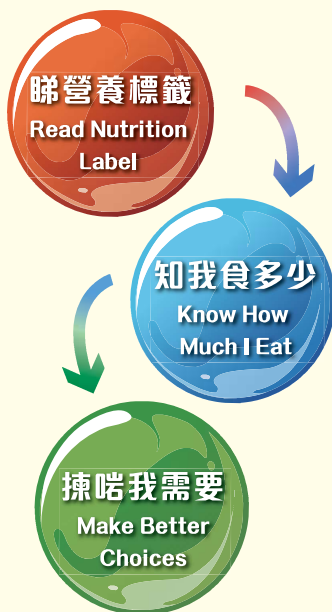 睇營養標籤
Read Nutrition
Label
知我食多少
Know How
Much I Eat
揀啱我需要
Make Better
Choices